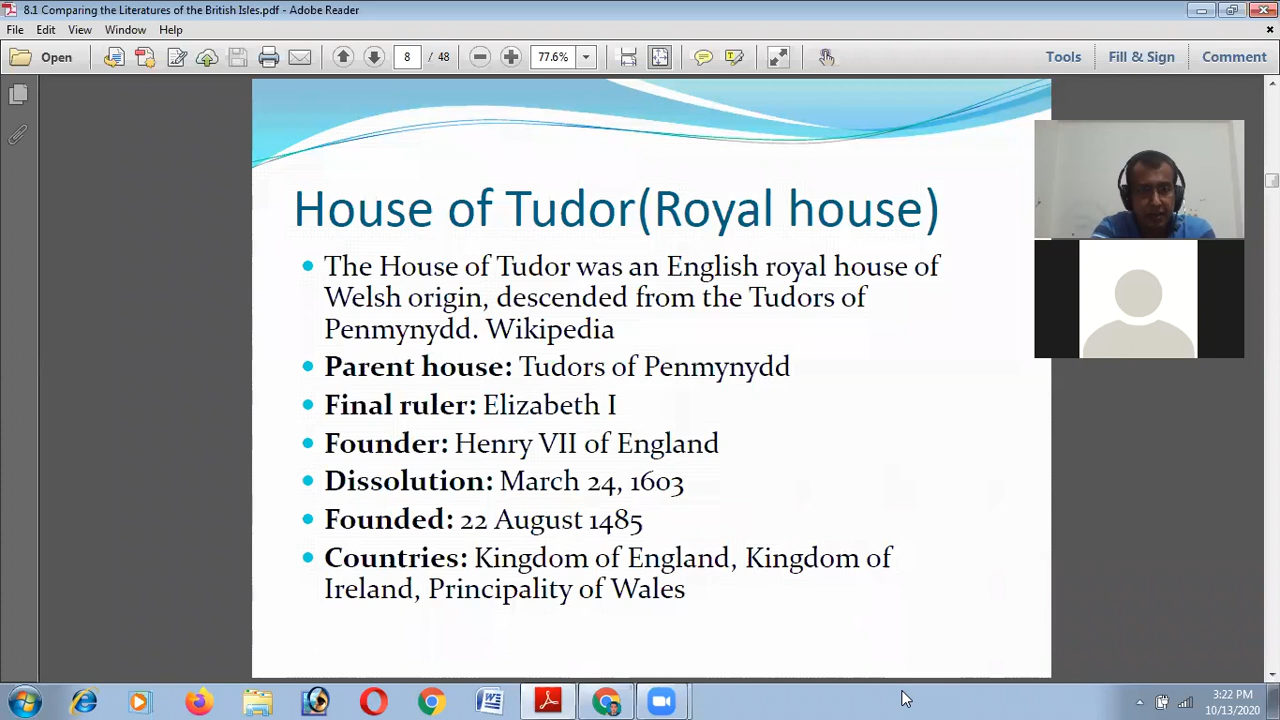 8.1 Comparing the Literatures of the British Isles.pdf - Adobe Reader
File Edit View Window Help
Open 8 / 48 77.6% Tools Fill & Sign Comment
House of Tudor(Royal house)
• The House of Tudor was an English royal house of
Welsh origin, descended from the Tudors of
Penmynydd. Wikipedia
• Parent house: Tudors of Penmynydd
• Final ruler: Elizabeth I
• Founder: Henry VII of England
• Dissolution: March 24, 1603
• Founded: 22 August 1485
• Countries: Kingdom of England, Kingdom of
Ireland, Principality of Wales
3:22 PM
10/13/2020